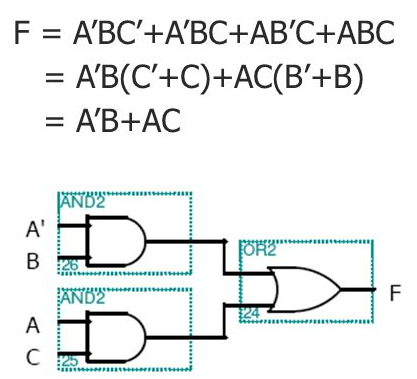 F = A′BC′+A′BC+AB′C+ABC
= A′B(C′+C)+AC(B′+B)
= A′B+AC
AND2
A'
B
26
OR2
24
F
AND2
A
C
25